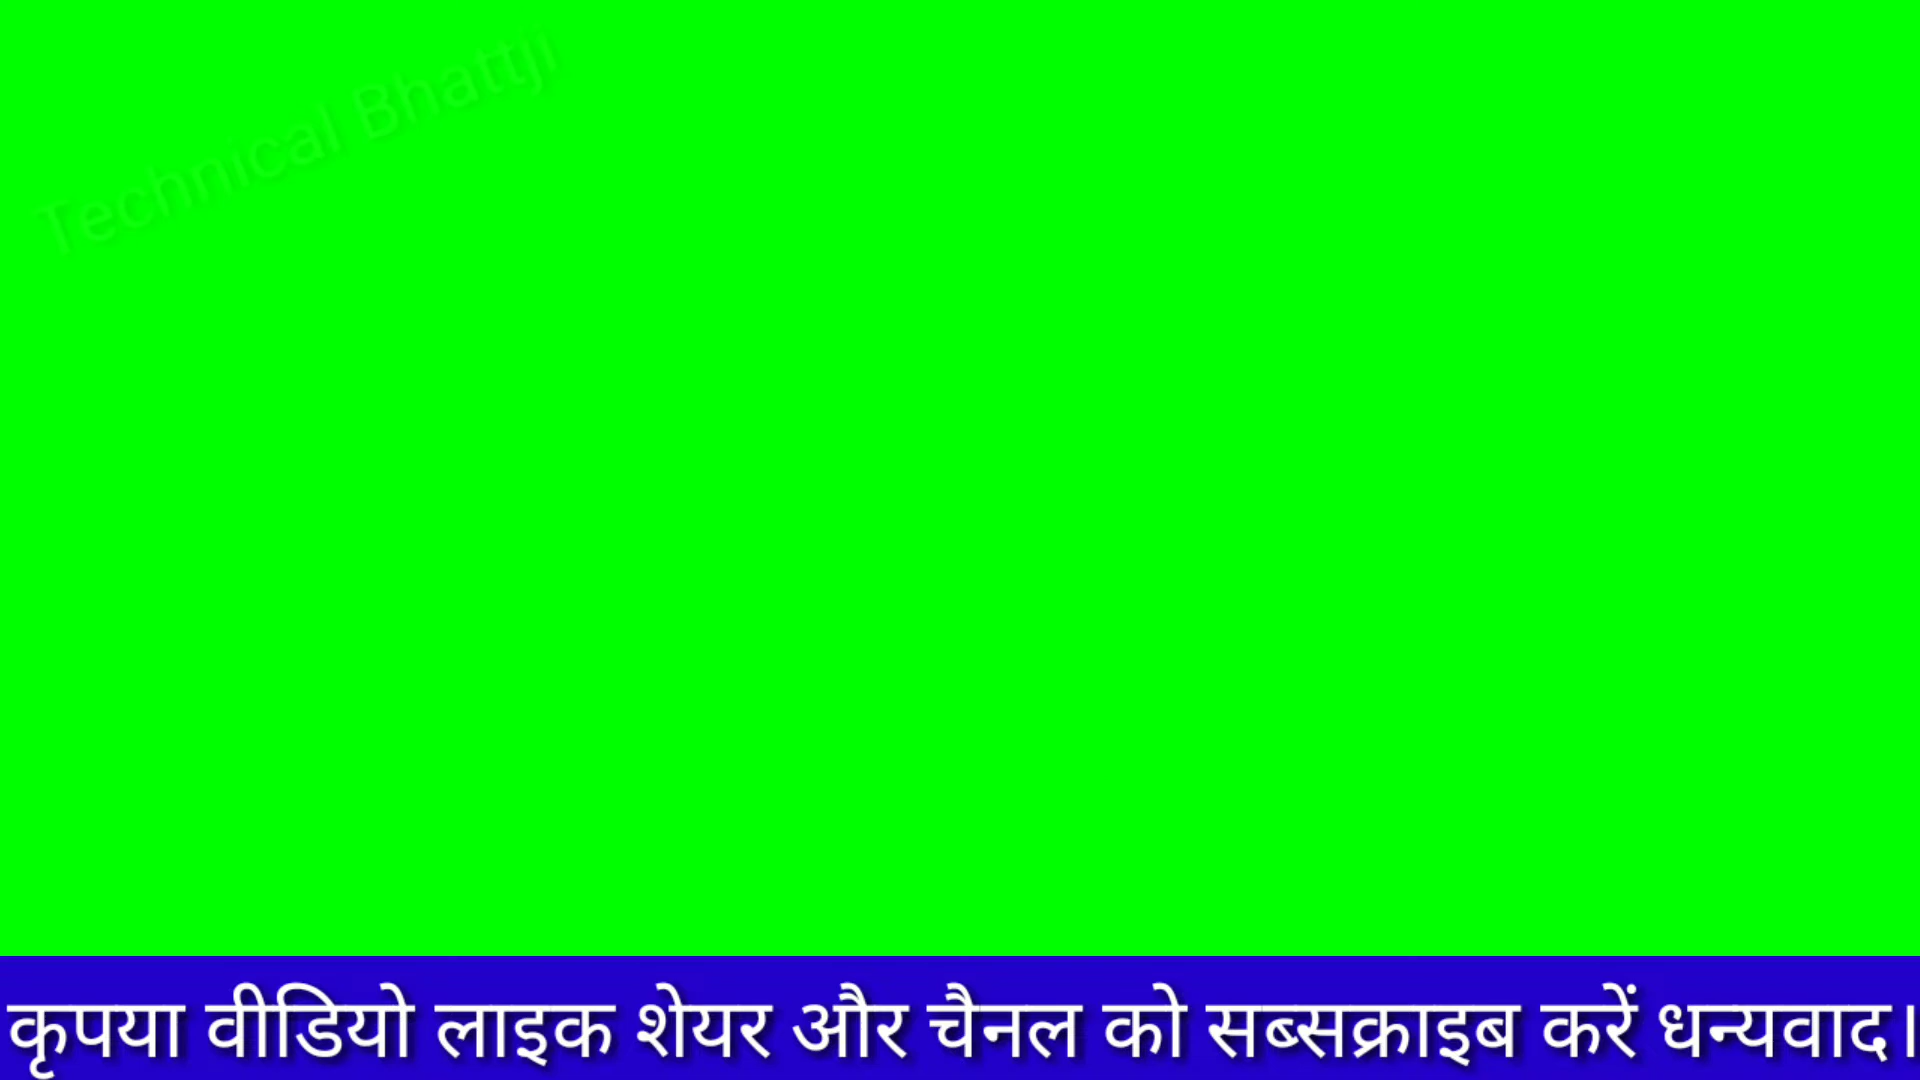 Technical Bhattji
कृपया वीडियो लाइक शेयर और चैनल को सब्सक्राइब करें धन्यवाद।